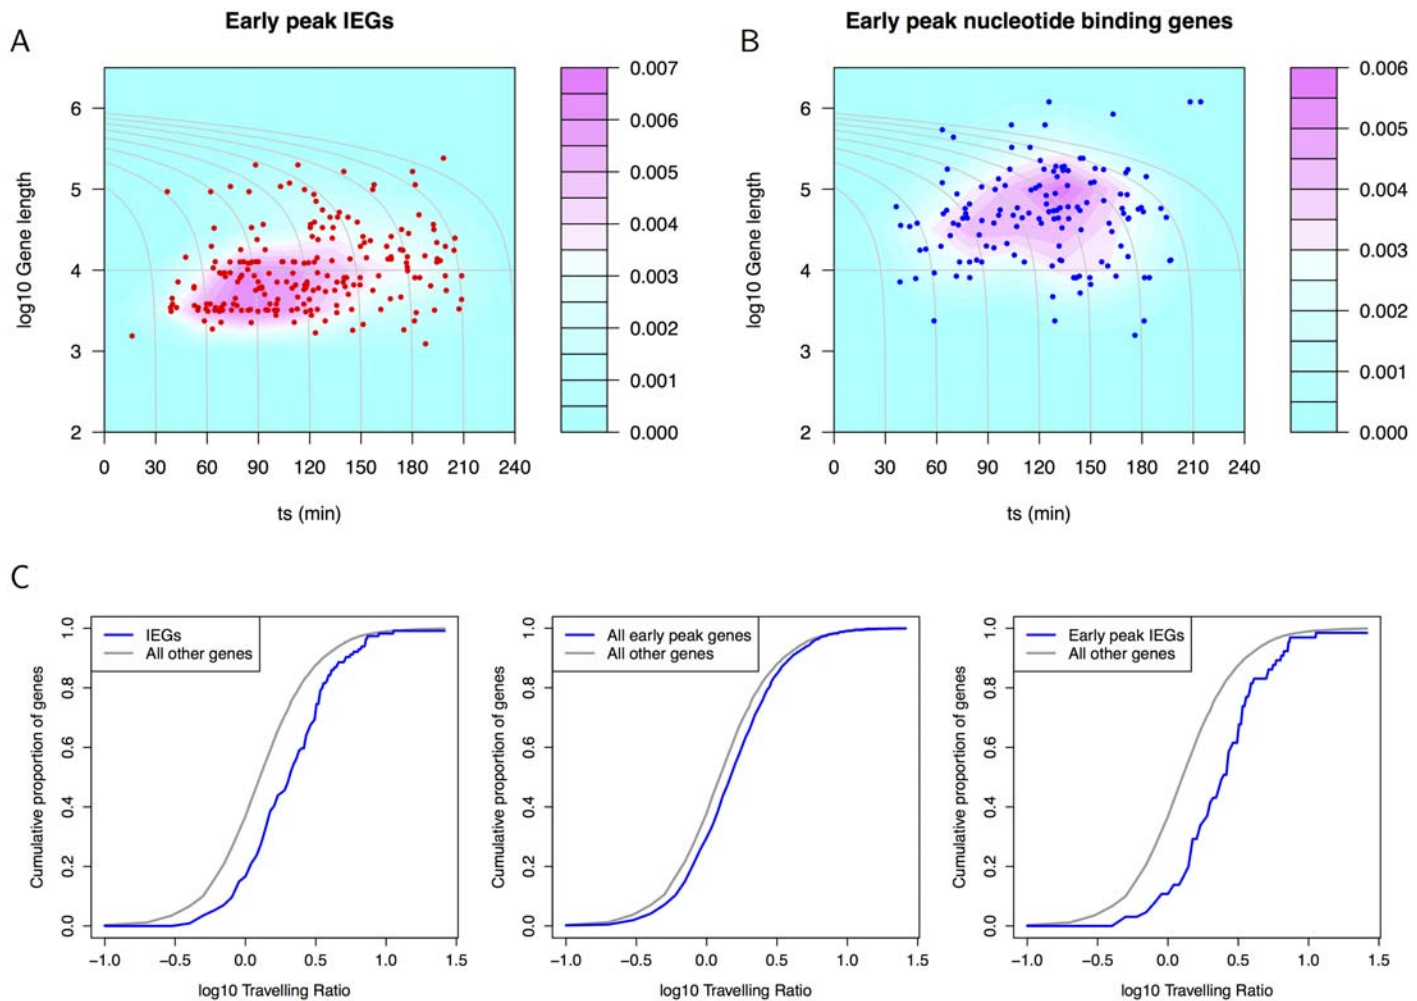 Early peak IEGs
Early peak nucleotide binding genes
A
B
log10 Gene length
6
5
4
3
2
0 30 60 90 120 150 180 210 240
ts (min)
0.007
0.006
0.005
0.004
0.003
0.002
0.001
0.000
log10 Gene length
6
5
4
3
2
0 30 60 90 120 150 180 210 240
ts (min)
0.006
0.005
0.004
0.003
0.002
0.001
0.000
C
IEGs
All other genes
Cumulative proportion of genes
1.0
0.8
0.6
0.4
0.2
0.0
−1.0 −0.5 0.0 0.5 1.0 1.5
log10 Travelling Ratio
All early peak genes
All other genes
Cumulative proportion of genes
1.0
0.8
0.6
0.4
0.2
0.0
−1.0 −0.5 0.0 0.5 1.0 1.5
log10 Travelling Ratio
Early peak IEGs
All other genes
Cumulative proportion of genes
1.0
0.8
0.6
0.4
0.2
0.0
−1.0 −0.5 0.0 0.5 1.0 1.5
log10 Travelling Ratio